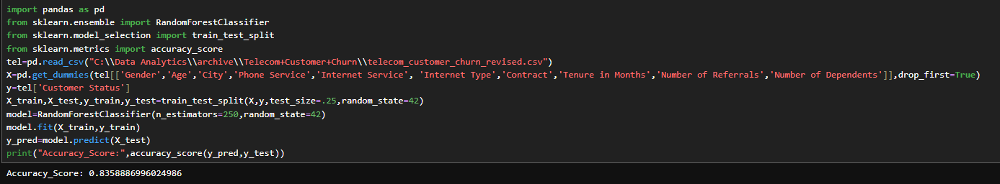 import pandas as pd
from sklearn.ensemble import RandomForestClassifier
from sklearn.model_selection import train_test_split
from sklearn.metrics import accuracy_score
tel=pd.read_csv("C:\\Data Analytics\\archive\\Telecom+Customer+Churn\\telecom_customer_churn_revised.csv")
X=pd.get_dummies(tel[['Gender','Age','City','Phone Service','Internet Service', 'Internet Type','Contract','Tenure in Months','Number of Referrals','Number of Dependents']],drop_first=True)
y=tel['Customer Status']
X_train,X_test,y_train,y_test=train_test_split(X,y,test_size=.25,random_state=42)
model=RandomForestClassifier(n_estimators=250,random_state=42)
model.fit(X_train,y_train)
y_pred=model.predict(X_test)
print("Accuracy_Score:",accuracy_score(y_pred,y_test))
Accuracy_Score: 0.8358886996024986